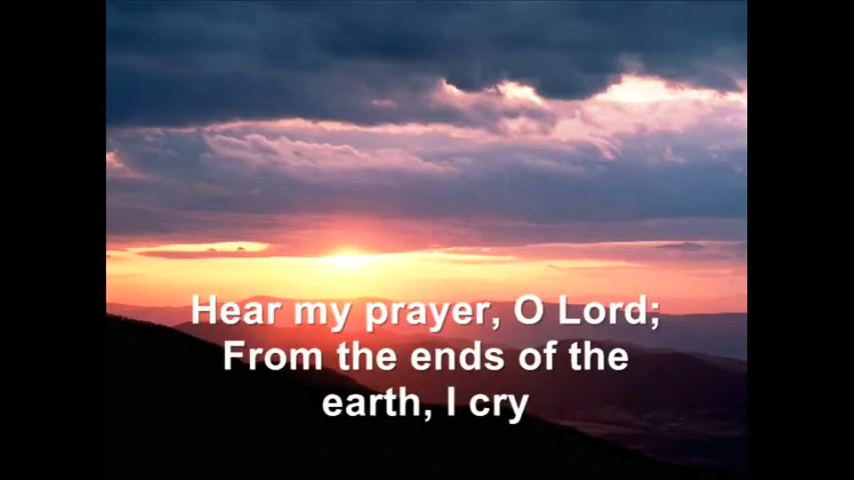 Hear my prayer, O Lord;
From the ends of the
earth, I cry